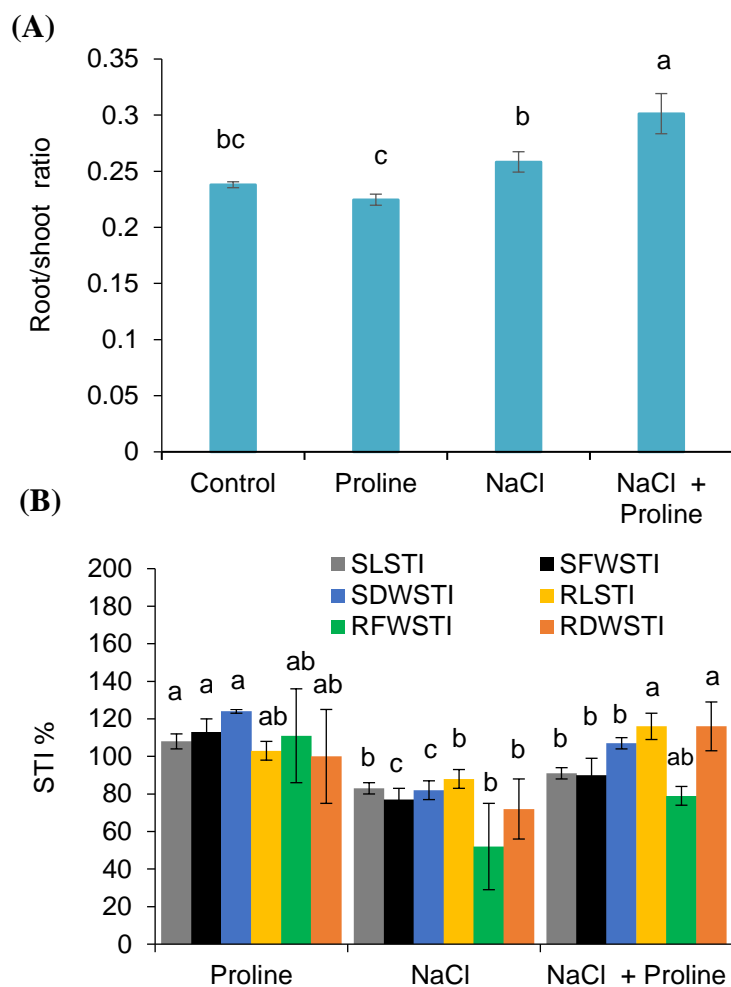 (A)
Root/shoot ratio
0.35
0.3
0.25
0.2
0.15
0.1
0.05
0
bc
c
b
a
Control
Proline
NaCl
NaCl + Proline
(B)
STI %
200
180
160
140
120
100
80
60
40
20
0
SLSTI
SFWSTI
SDWSTI
RLSTI
RFWSTI
RDWSTI
a
a
a
ab
ab
ab
b
c
c
b
b
b
b
b
b
a
ab
a
Proline
NaCl
NaCl + Proline